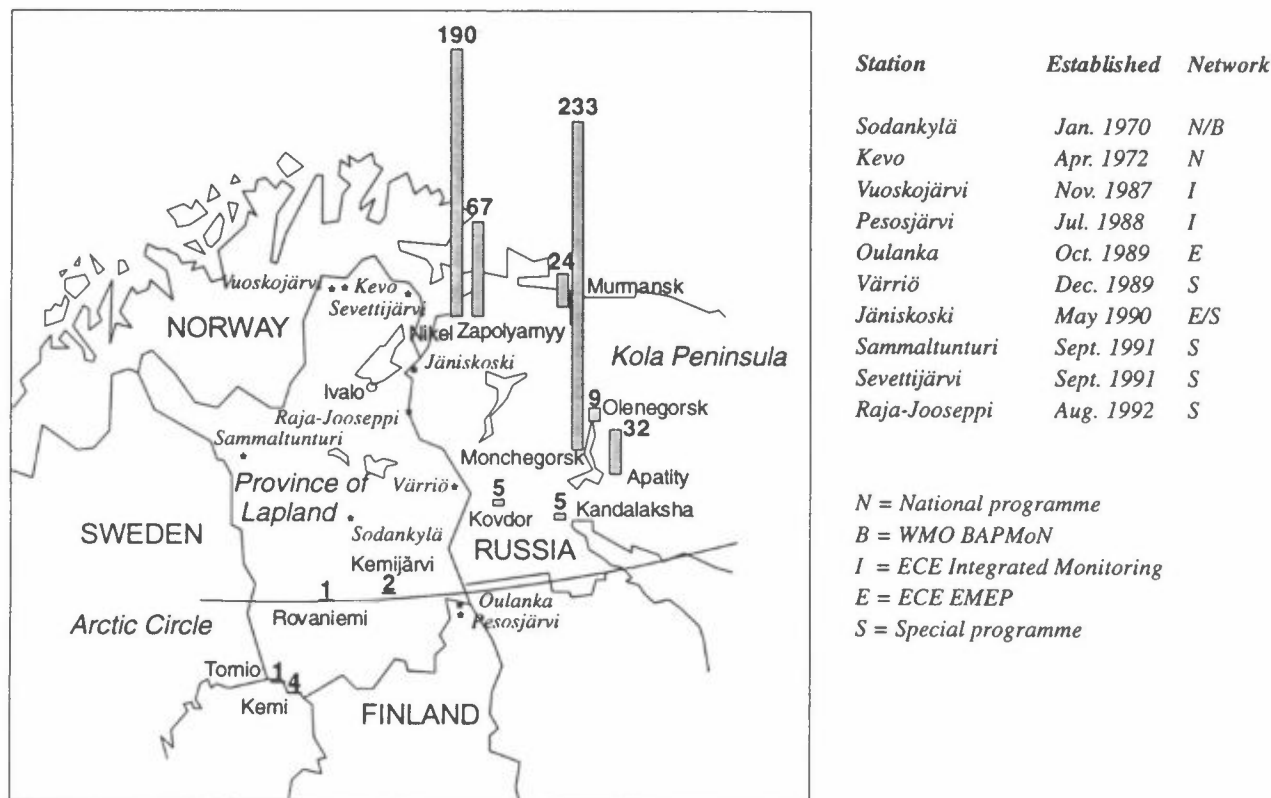 190
233
67
24
Murmansk
Vuoskojärvi
Kevo
Sevettijärvi
NORWAY
Nikel
Zapolyarnyy
Kola Peninsula
Jäniskoski
Ivalo
Raja-Jooseppi
9
Olenegorsk
Sammaltunturi
32
Monchegorsk
Apatity
Province of
Lapland
Värriö
5
Kovdor
5
Kandalaksha
SWEDEN
Sodankylä
RUSSIA
Kemijärvi
1
2
Rovaniemi
Arctic Circle
Oulanka
Pesosjärvi
Tornio
1
4
Kemi
FINLAND
Station Established Network
Sodankylä Jan. 1970 N/B
Kevo Apr. 1972 N
Vuoskojärvi Nov. 1987 I
Pesosjärvi Jul. 1988 I
Oulanka Oct. 1989 E
Värriö Dec. 1989 S
Jäniskoski May 1990 E/S
Sammaltunturi Sept. 1991 S
Sevettijärvi Sept. 1991 S
Raja-Jooseppi Aug. 1992 S
N = National programme
B = WMO BAPMoN
I = ECE Integrated Monitoring
E = ECE EMEP
S = Special programme